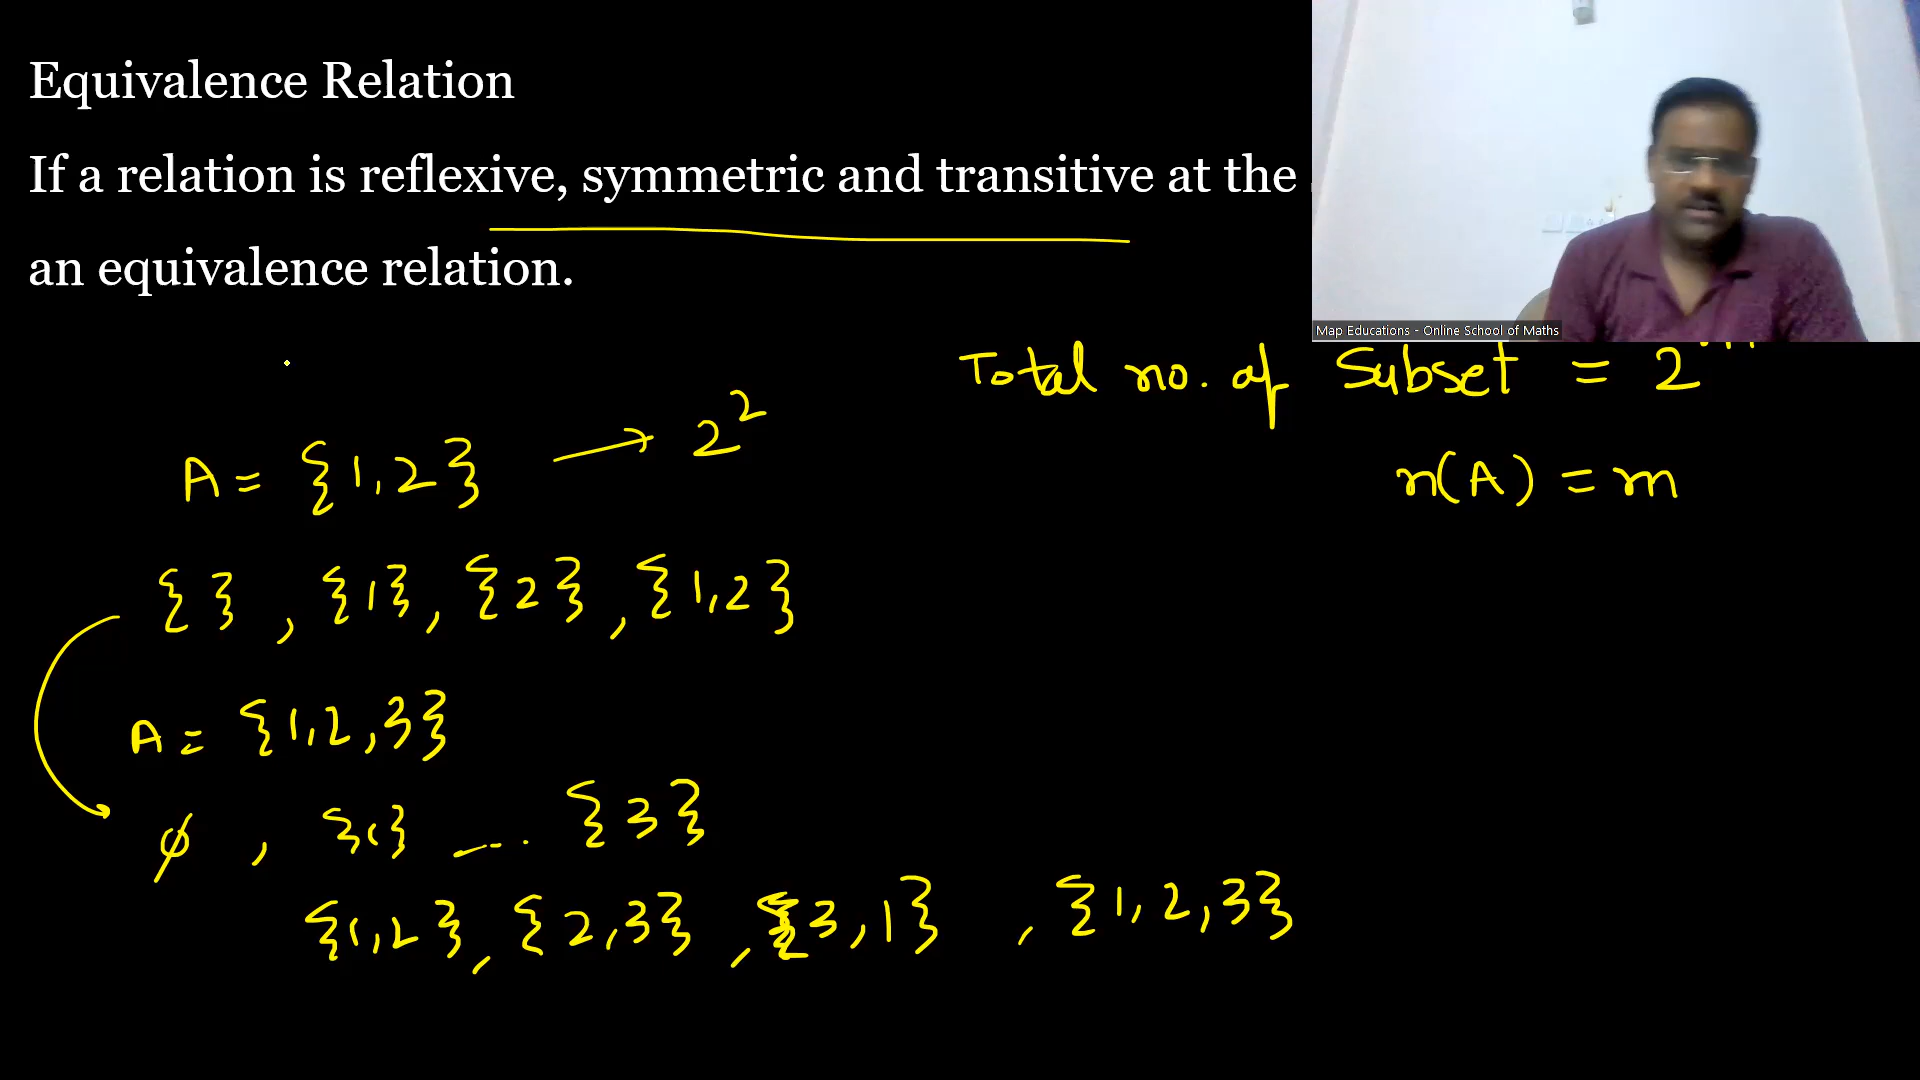 Equivalence Relation
If a relation is reflexive, symmetric and transitive at the
an equivalence relation.
Map Educations - Online School of Maths
Total no. of Subset = 2
A = {1,2} → 2²
n(A) = m
{ } , {1}, {2}, {1,2}
A = {1,2,3}
ϕ , {1} ... {3}
{1,2}, {2,3}, {3,1} , {1,2,3}